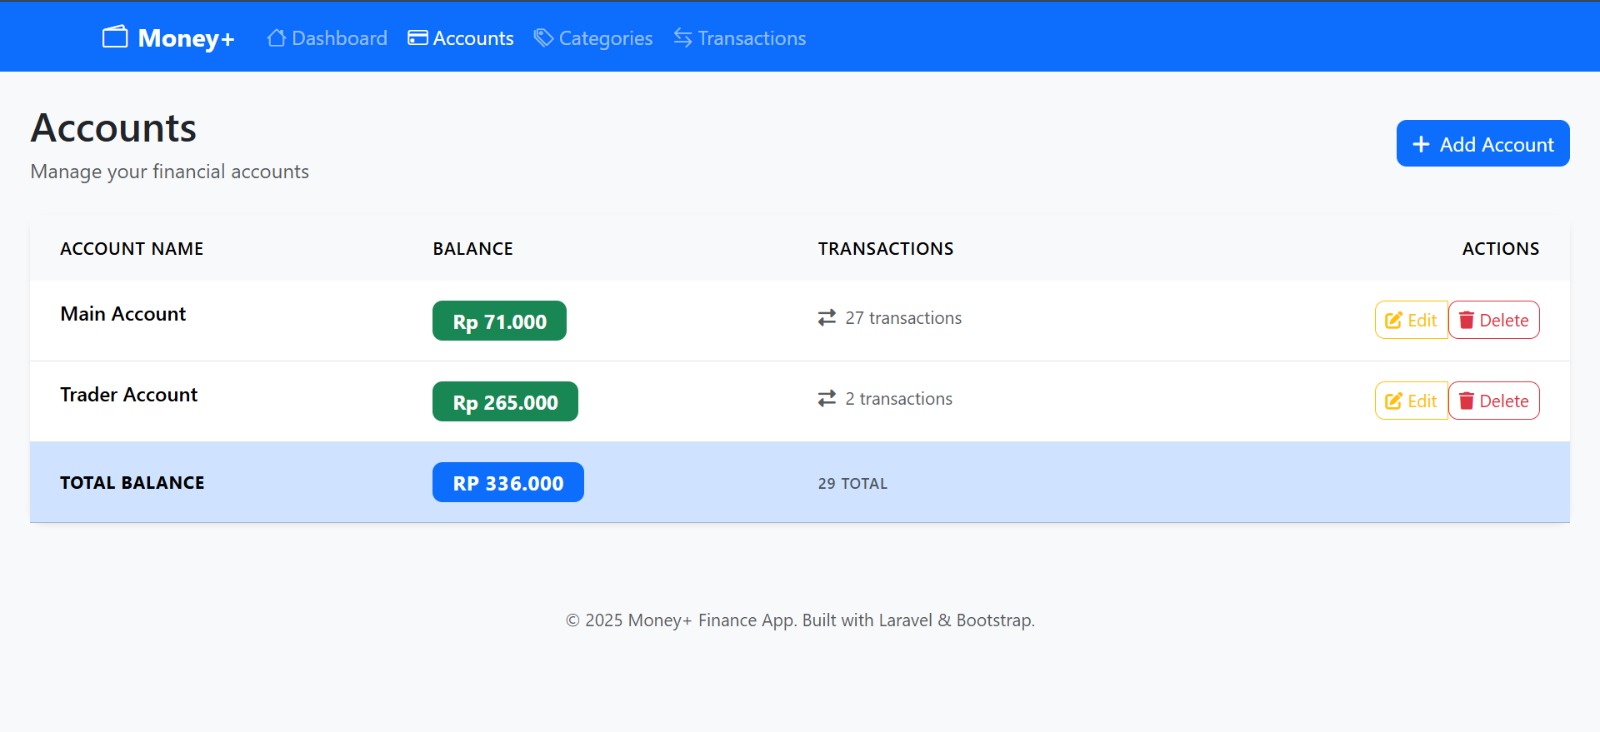 Money+ Dashboard Accounts Categories Transactions
Accounts
Manage your financial accounts
+ Add Account
ACCOUNT NAME BALANCE TRANSACTIONS ACTIONS
Main Account Rp 71.000 27 transactions Edit Delete
Trader Account Rp 265.000 2 transactions Edit Delete
TOTAL BALANCE RP 336.000 29 TOTAL
© 2025 Money+ Finance App. Built with Laravel & Bootstrap.